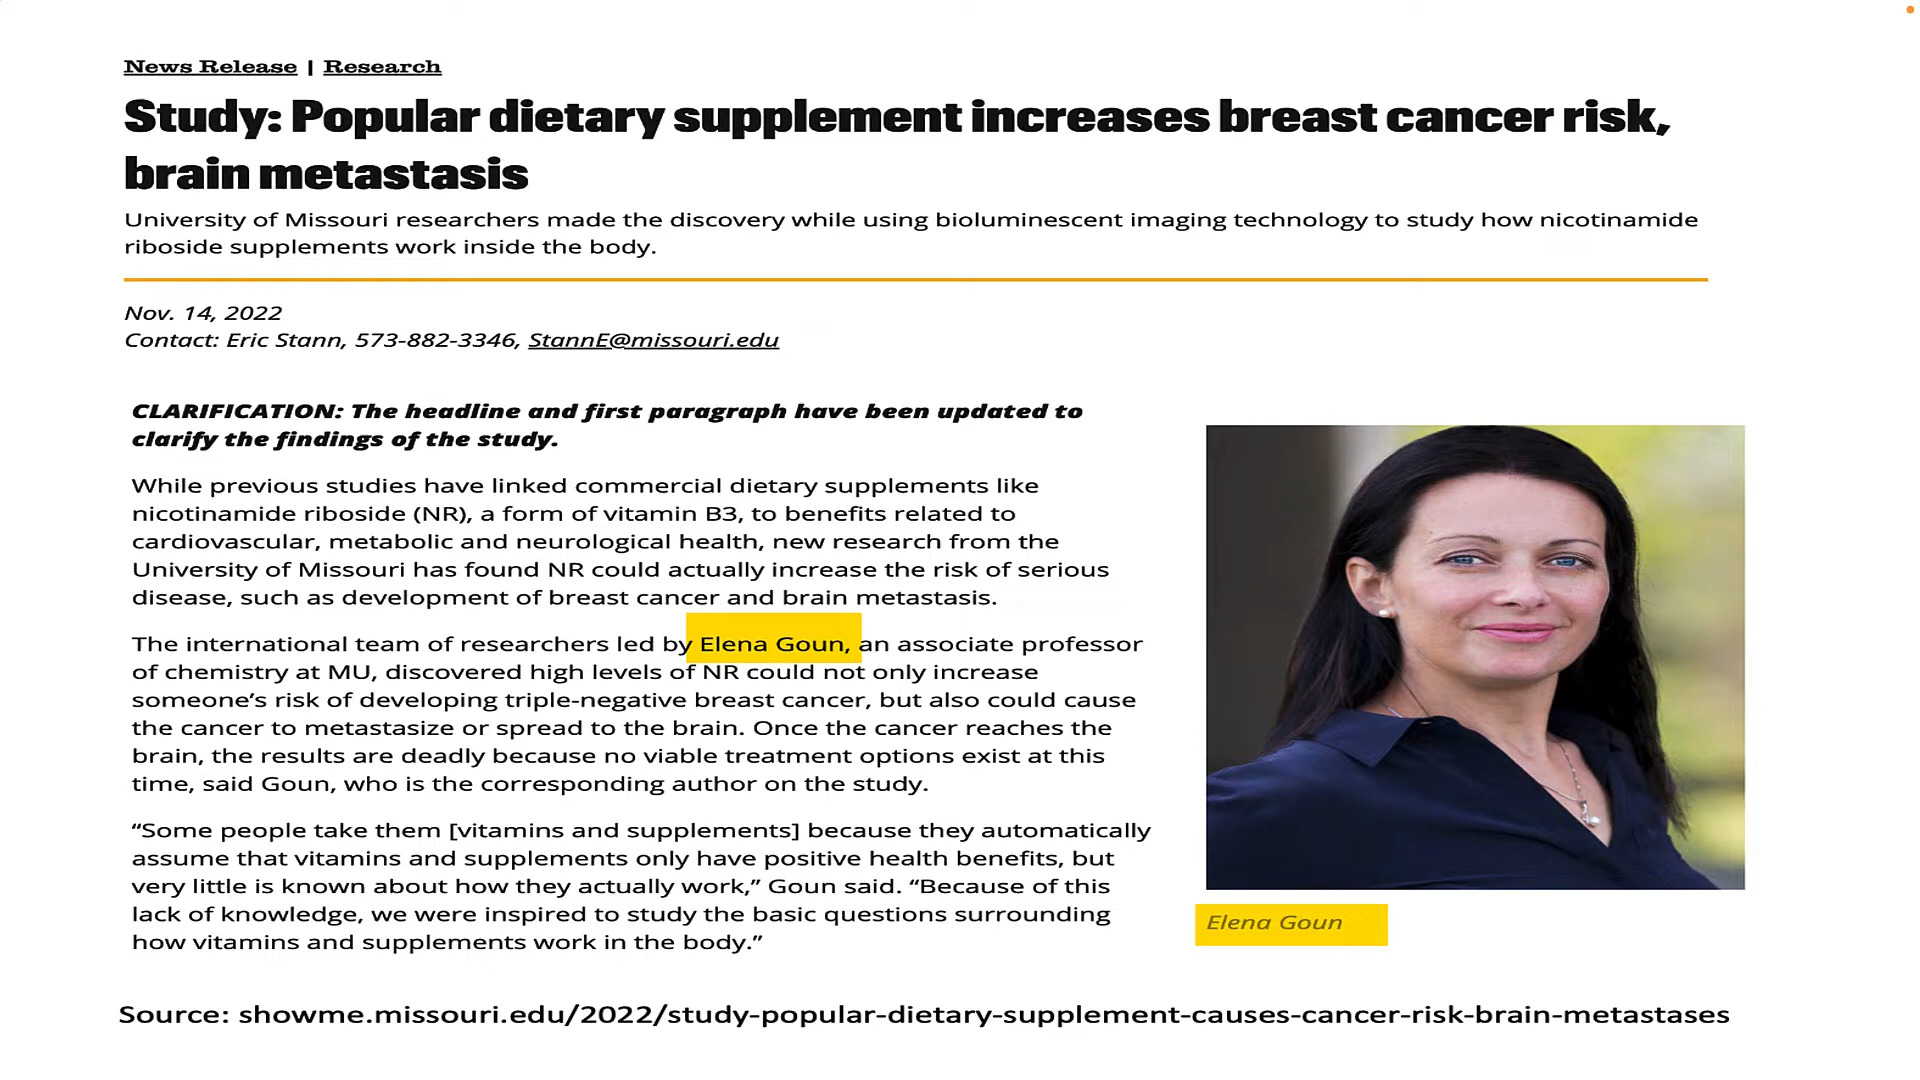 News Release | Research
Study: Popular dietary supplement increases breast cancer risk,
brain metastasis
University of Missouri researchers made the discovery while using bioluminescent imaging technology to study how nicotinamide
riboside supplements work inside the body.
Nov. 14, 2022
Contact: Eric Stann, 573-882-3346, StannE@missouri.edu
CLARIFICATION: The headline and first paragraph have been updated to
clarify the findings of the study.
While previous studies have linked commercial dietary supplements like
nicotinamide riboside (NR), a form of vitamin B3, to benefits related to
cardiovascular, metabolic and neurological health, new research from the
University of Missouri has found NR could actually increase the risk of serious
disease, such as development of breast cancer and brain metastasis.
The international team of researchers led by Elena Goun, an associate professor
of chemistry at MU, discovered high levels of NR could not only increase
someone’s risk of developing triple-negative breast cancer, but also could cause
the cancer to metastasize or spread to the brain. Once the cancer reaches the
brain, the results are deadly because no viable treatment options exist at this
time, said Goun, who is the corresponding author on the study.
“Some people take them [vitamins and supplements] because they automatically
assume that vitamins and supplements only have positive health benefits, but
very little is known about how they actually work,” Goun said. “Because of this
lack of knowledge, we were inspired to study the basic questions surrounding
how vitamins and supplements work in the body.”
Elena Goun
Source: showme.missouri.edu/2022/study-popular-dietary-supplement-causes-cancer-risk-brain-metastases